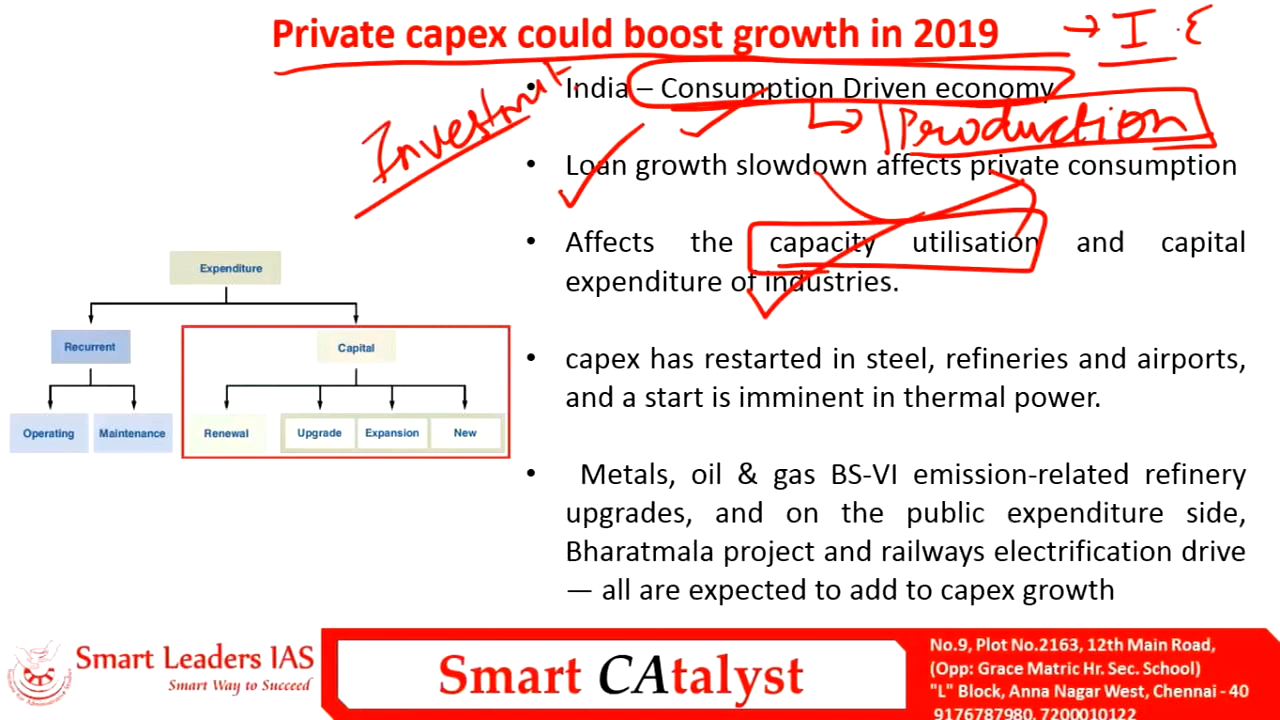 Private capex could boost growth in 2019 → I.E
• India – Consumption Driven economy
Investment
Production
• Loan growth slowdown affects private consumption
• Affects the capacity utilisation and capital
expenditure of industries.
Expenditure
Recurrent
Capital
Operating
Maintenance
Renewal
Upgrade
Expansion
New
• capex has restarted in steel, refineries and airports,
and a start is imminent in thermal power.
• Metals, oil & gas BS-VI emission-related refinery
upgrades, and on the public expenditure side,
Bharatmala project and railways electrification drive
— all are expected to add to capex growth
Smart Leaders IAS
Smart Way to Succeed
Smart CAtalyst
No.9, Plot No.2163, 12th Main Road,
(Opp: Grace Matric Hr. Sec. School)
"L" Block, Anna Nagar West, Chennai - 40
9176787980, 7200010122